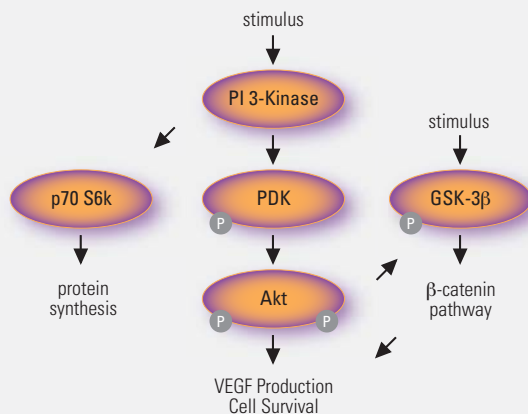 stimulus
PI 3-Kinase
stimulus
p70 S6k
PDK
GSK-3β
P
P
protein
synthesis
Akt
β-catenin
pathway
P
P
VEGF Production
Cell Survival